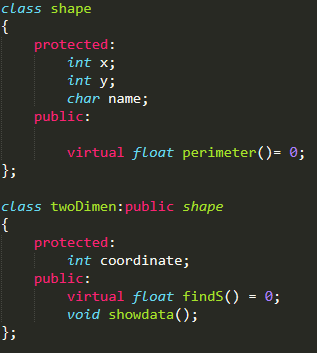 class shape
{
    protected:
        int x;
        int y;
        char name;
    public:

        virtual float perimeter()= 0;
};

class twoDimen:public shape
{
    protected:
        int coordinate;
    public:
        virtual float findS() = 0;
        void showdata();
};